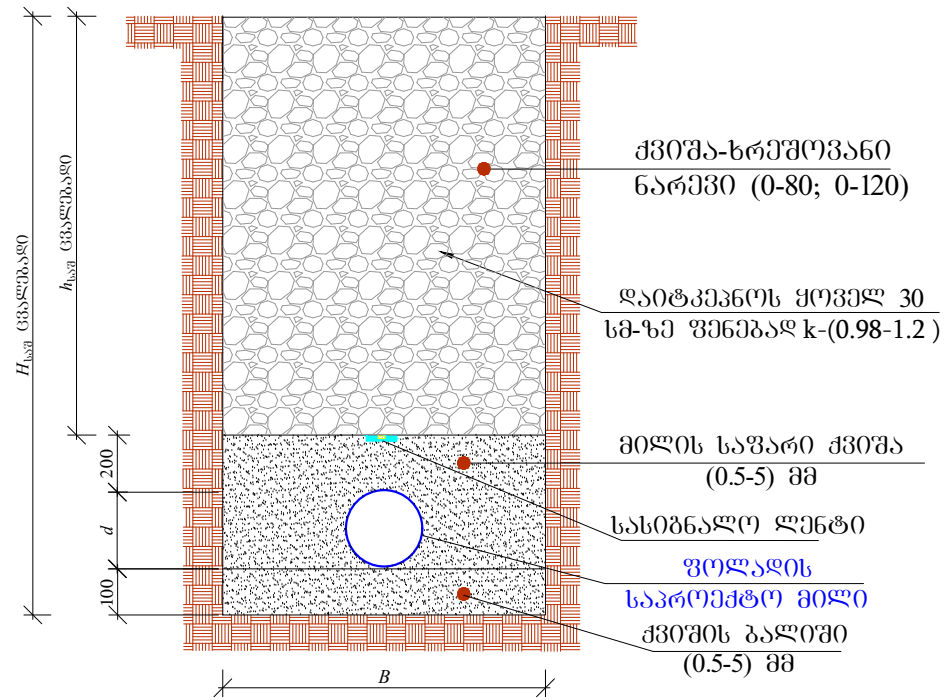 ქვიშა-ხრეშოვანი
ნარევი (0-80; 0-120)
დაიტკეპნოს ყოველ 30
სმ-ზე ფენებად k-(0.98-1.2 )
მილის საფარი ქვიშა
(0.5-5) მმ
სასიგნალო ლენტი
ფოლადის
საპროექტო მილი
ქვიშის ბალიში
(0.5-5) მმ
Hსაშ ცვალებადი
hსაშ ცვალებადი
200
d
100
B